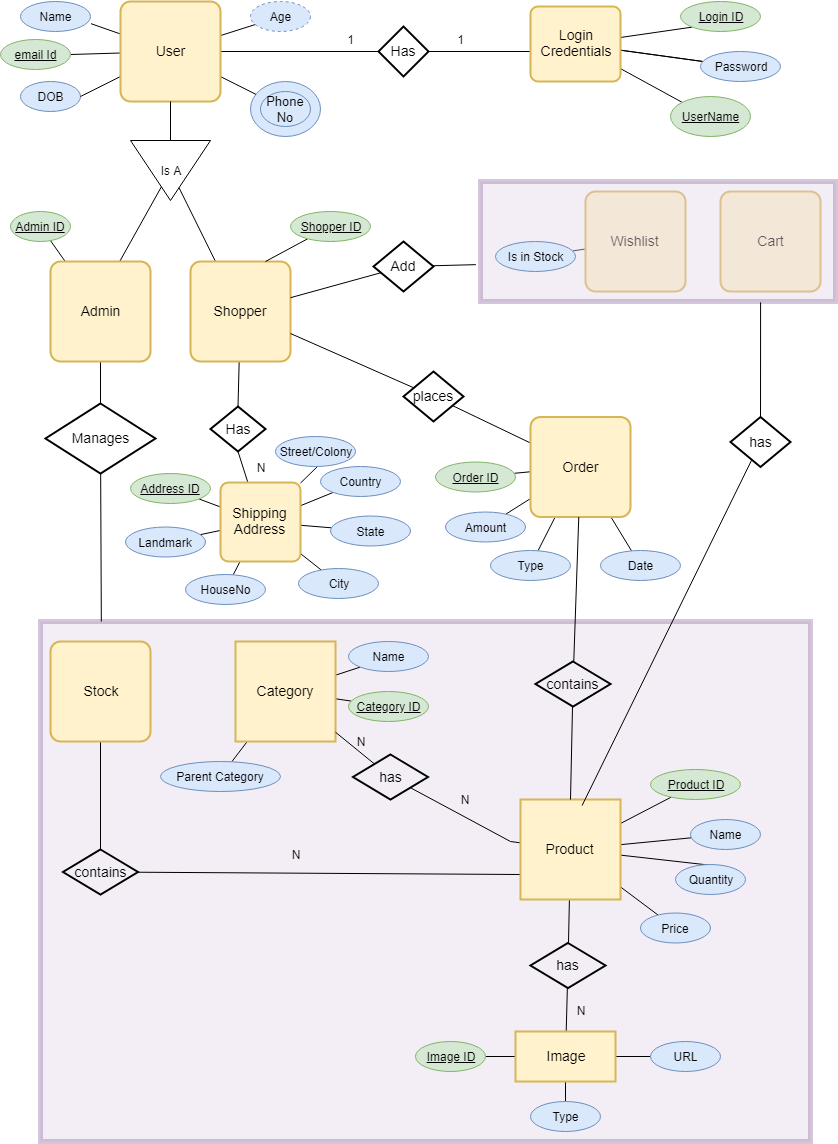 Name
User
Age
1
Has
1
Login
Credentials
Login ID
email Id
Password
DOB
Phone
No
UserName
Is A
Admin ID
Shopper ID
Wishlist
Cart
Is in Stock
Add
Admin
Shopper
places
Manages
Has
has
Street/Colony
N
Order
Order ID
Country
Address ID
Shipping
Address
Amount
State
Landmark
Type
Date
HouseNo
City
Name
Stock
Category
contains
Category ID
N
Parent Category
has
Product ID
N
Name
Product
N
contains
Quantity
Price
has
N
Image ID
Image
URL
Type